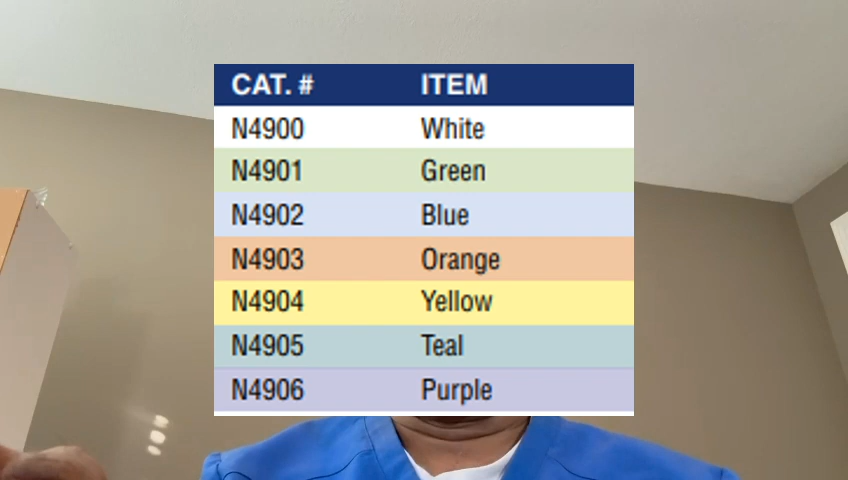 CAT. # ITEM
N4900 White
N4901 Green
N4902 Blue
N4903 Orange
N4904 Yellow
N4905 Teal
N4906 Purple